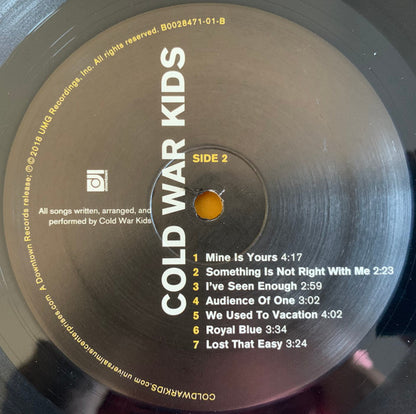 A Downtown Records release; ℗ © 2018 UMG Recordings, Inc. All rights reserved. B0028471-01-B
COLD WAR KIDS
SIDE 2
All songs written, arranged, and
performed by Cold War Kids
1 Mine Is Yours 4:17
2 Something Is Not Right With Me 2:23
3 I've Seen Enough 2:59
4 Audience Of One 3:02
5 We Used To Vacation 4:02
6 Royal Blue 3:34
7 Lost That Easy 3:24
COLDWARKIDS.com universalmusicenterprises.com